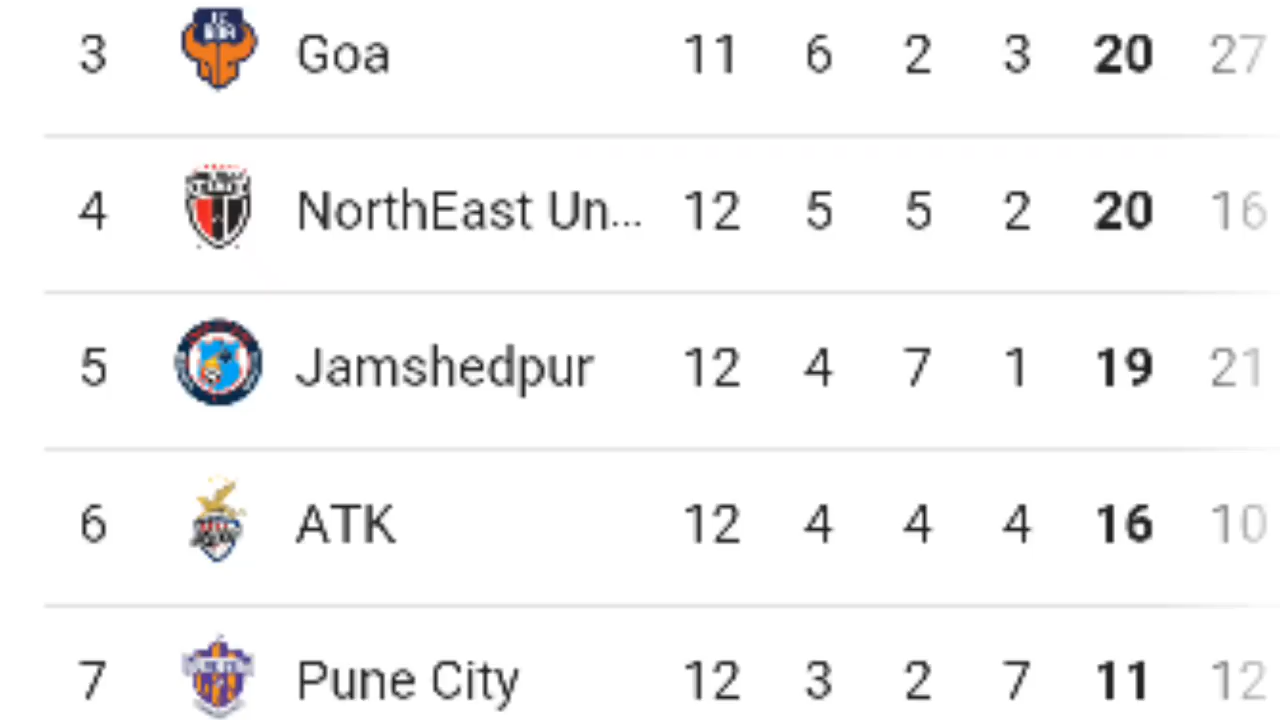 3 Goa 11 6 2 3 20 27
4 NorthEast Un... 12 5 5 2 20 16
5 Jamshedpur 12 4 7 1 19 21
6 ATK 12 4 4 4 16 10
7 Pune City 12 3 2 7 11 12